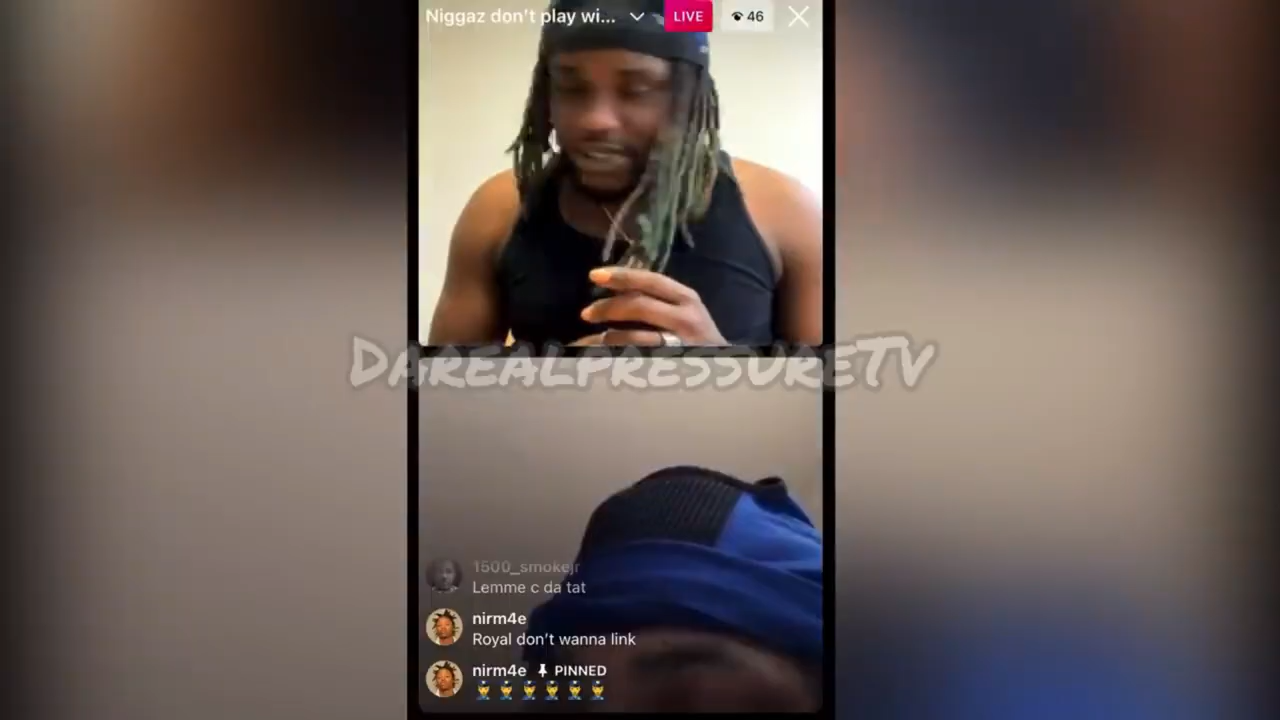 Niggaz don't play wi...
LIVE
46
DAREALPRESSURETV
1500_smokejr
Lemme c da tat
nirm4e
Royal don't wanna link
nirm4e PINNED